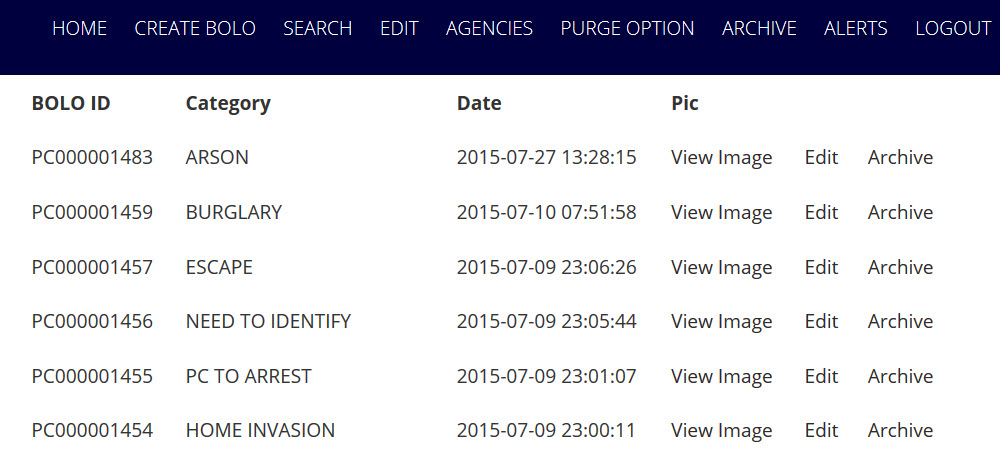 HOME CREATE BOLO SEARCH EDIT AGENCIES PURGE OPTION ARCHIVE ALERTS LOGOUT
BOLO ID Category Date Pic
PC000001483 ARSON 2015-07-27 13:28:15 View Image Edit Archive
PC000001459 BURGLARY 2015-07-10 07:51:58 View Image Edit Archive
PC000001457 ESCAPE 2015-07-09 23:06:26 View Image Edit Archive
PC000001456 NEED TO IDENTIFY 2015-07-09 23:05:44 View Image Edit Archive
PC000001455 PC TO ARREST 2015-07-09 23:01:07 View Image Edit Archive
PC000001454 HOME INVASION 2015-07-09 23:00:11 View Image Edit Archive